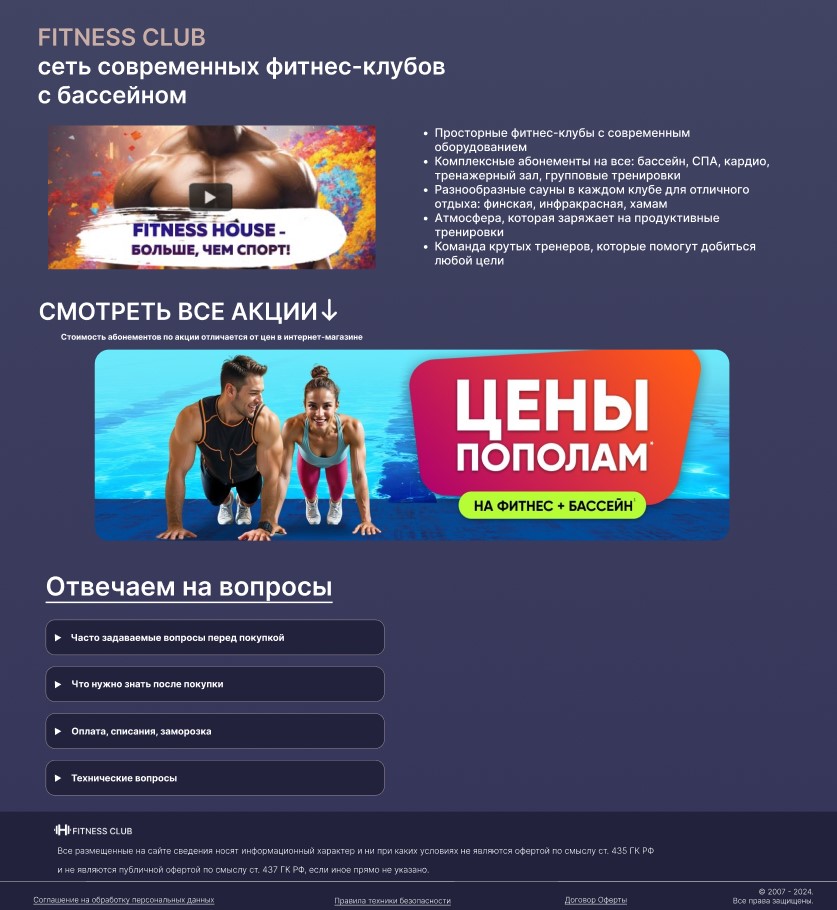 FITNESS CLUB
сеть современных фитнес-клубов
с бассейном
FITNESS HOUSE -
БОЛЬШЕ, ЧЕМ СПОРТ!
• Просторные фитнес-клубы с современным
оборудованием
• Комплексные абонементы на все: бассейн, СПА, кардио,
тренажерный зал, групповые тренировки
• Разнообразные сауны в каждом клубе для отличного
отдыха: финская, инфракрасная, хамам
• Атмосфера, которая заряжает на продуктивные
тренировки
• Команда крутых тренеров, которые помогут добиться
любой цели
СМОТРЕТЬ ВСЕ АКЦИИ↓
Стоимость абонементов по акции отличается от цен в интернет-магазине
ЦЕНЫ
ПОПОЛАМ*
НА ФИТНЕС + БАССЕЙН
Отвечаем на вопросы
Часто задаваемые вопросы перед покупкой
Что нужно знать после покупки
Оплата, списания, заморозка
Технические вопросы
FITNESS CLUB
Все размещенные на сайте сведения носят информационный характер и ни при каких условиях не являются офертой по смыслу ст. 435 ГК РФ
и не являются публичной офертой по смыслу ст. 437 ГК РФ, если иное прямо не указано.
Соглашение на обработку персональных данных
Правила техники безопасности
Договор Оферты
© 2007 - 2024.
Все права защищены.